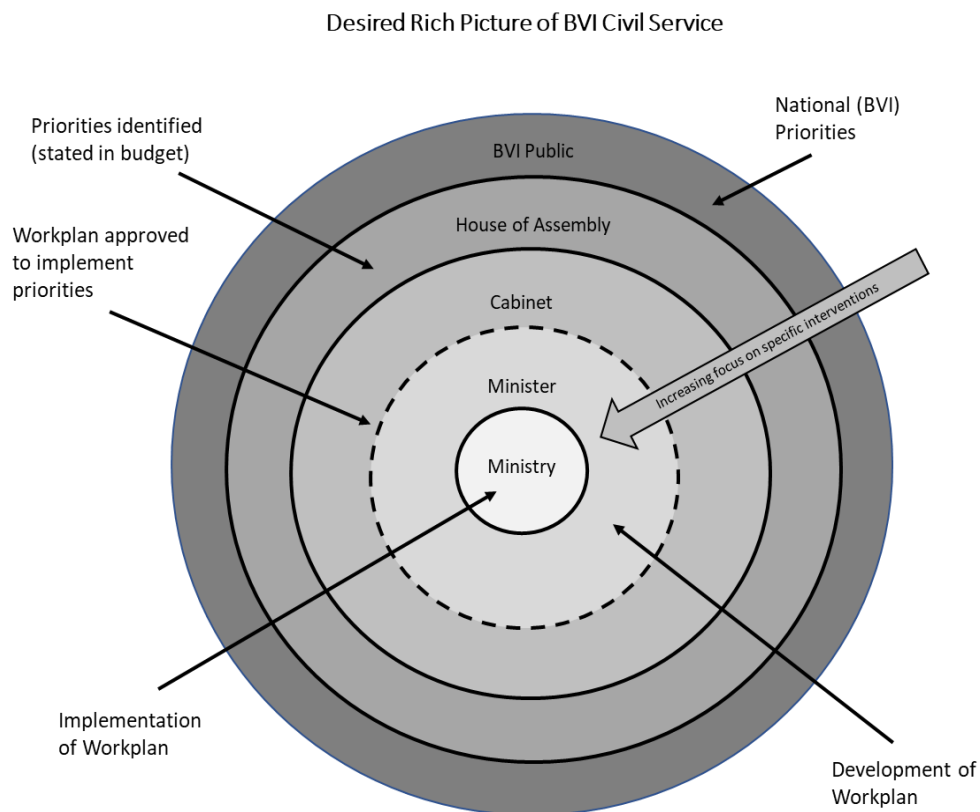 Desired Rich Picture of BVI Civil Service
National (BVI)
Priorities
Priorities identified
(stated in budget)
BVI Public
House of Assembly
Workplan approved
to implement
priorities
Cabinet
Increasing focus on specific interventions
Minister
Ministry
Implementation
of Workplan
Development of
Workplan